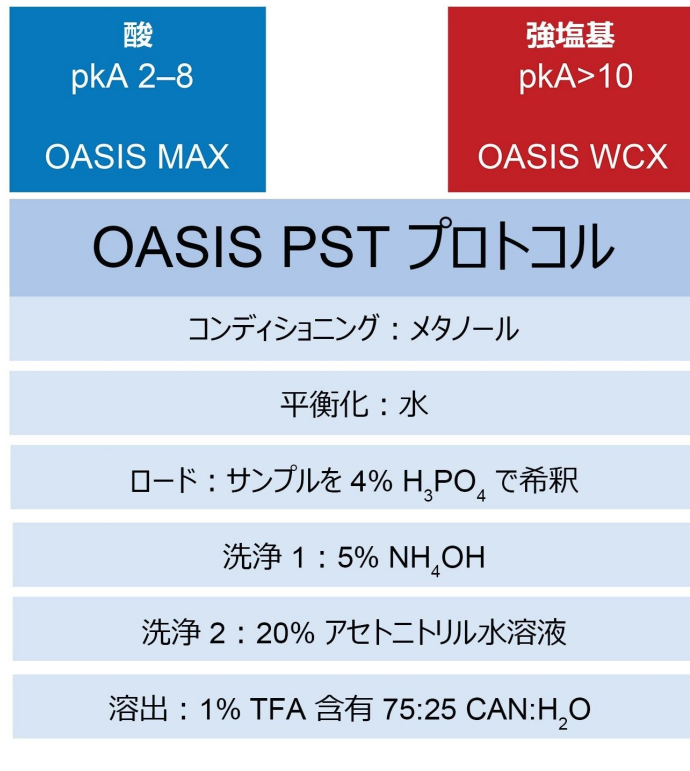 酸
pkA 2–8
OASIS MAX
強塩基
pkA>10
OASIS WCX
OASIS PST プロトコル
コンディショニング：メタノール
平衡化：水
ロード：サンプルを 4% H₃PO₄ で希釈
洗浄 1：5% NH₄OH
洗浄 2：20% アセトニトリル水溶液
溶出：1% TFA 含有 75:25 CAN:H₂O